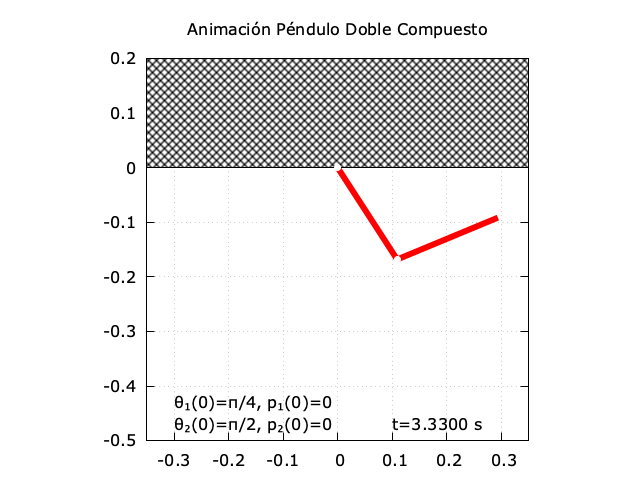 Animación Péndulo Doble Compuesto
0.2
0.1
0
-0.1
-0.2
-0.3
-0.4
-0.5
θ₁(0)=π/4, p₁(0)=0
θ₂(0)=π/2, p₂(0)=0
t=3.3300 s
-0.3 -0.2 -0.1 0 0.1 0.2 0.3